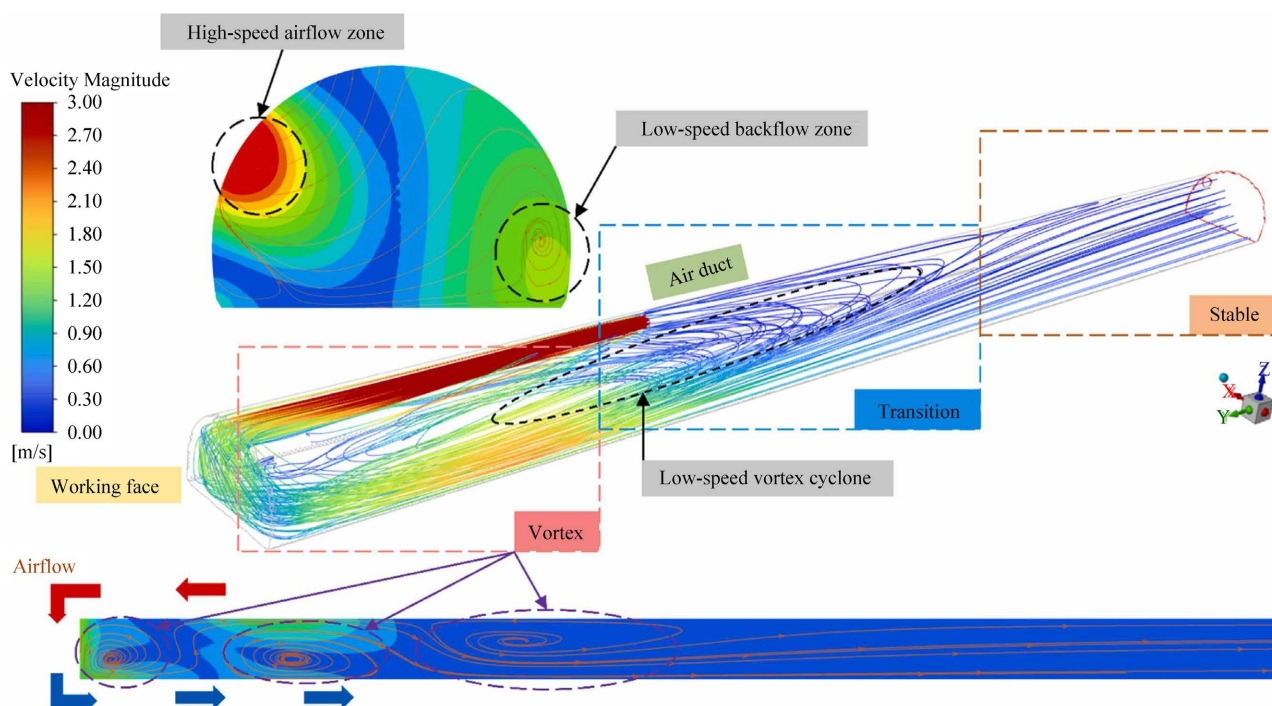 High-speed airflow zone
Velocity Magnitude
3.00
2.70
2.40
2.10
1.80
1.50
1.20
0.90
0.60
0.30
0.00
[m/s]
Low-speed backflow zone
Air duct
Stable
Transition
Z
X
Y
Working face
Low-speed vortex cyclone
Vortex
Airflow